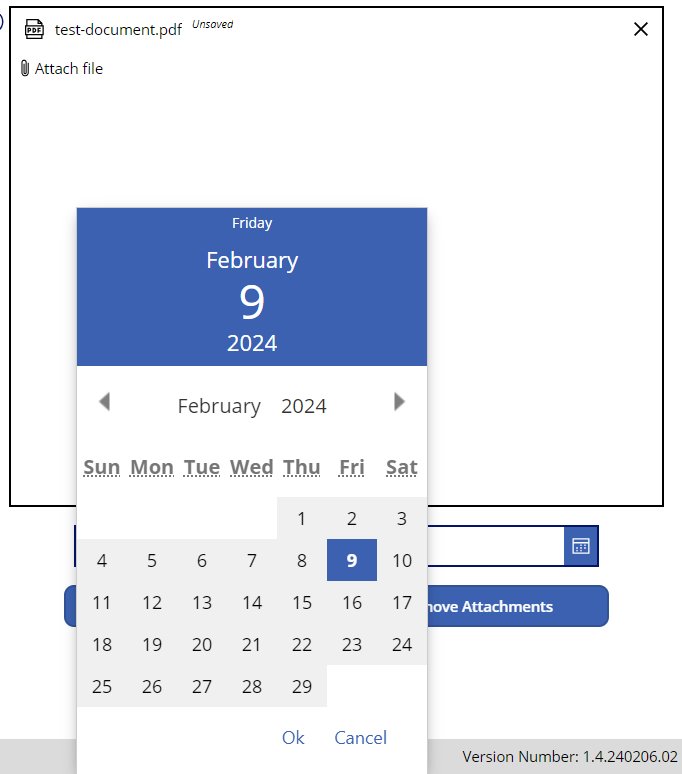 PDF test-document.pdf Unsaved
Attach file
Friday
February
9
2024
February 2024
Sun Mon Tue Wed Thu Fri Sat
1 2 3
4 5 6 7 8 9 10
11 12 13 14 15 16 17
18 19 20 21 22 23 24
25 26 27 28 29
Attachments
Ok Cancel
Version Number: 1.4.240206.02